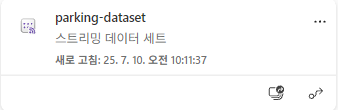 parking-dataset
스트리밍 데이터 세트
새로 고침: 25. 7. 10. 오전 10:11:37